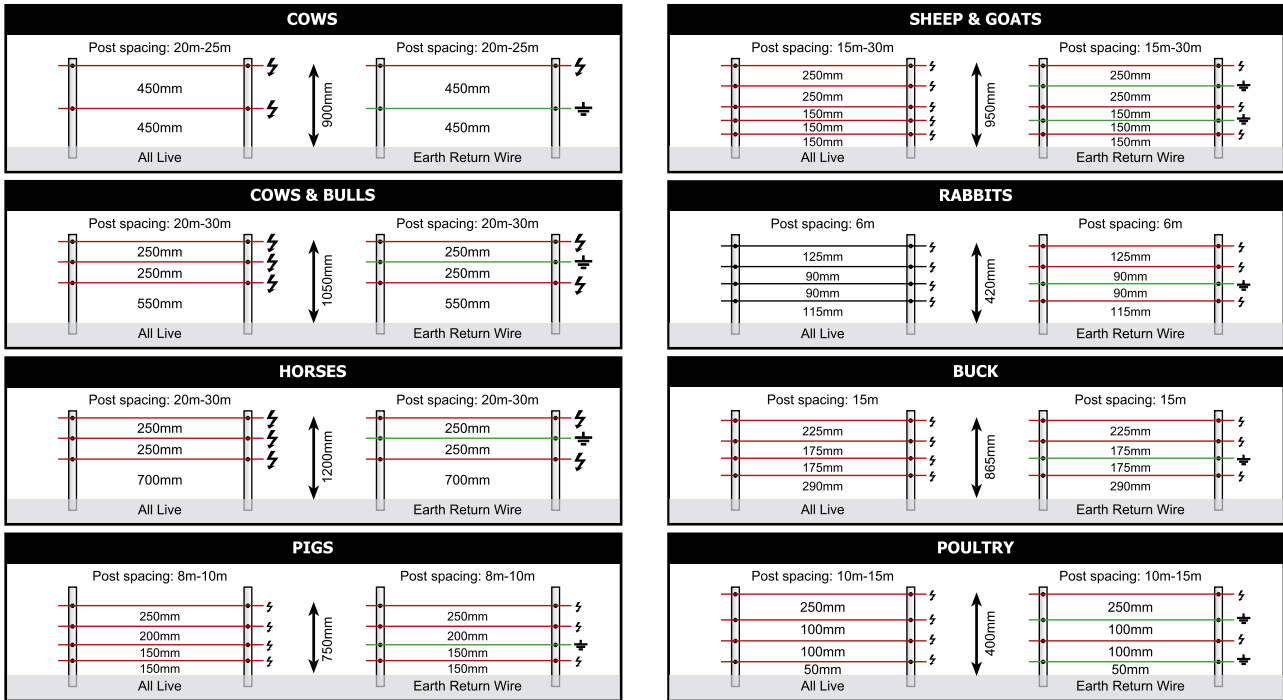 COWS
Post spacing: 20m-25m
450mm
450mm
All Live
900mm
Post spacing: 20m-25m
450mm
450mm
Earth Return Wire
SHEEP & GOATS
Post spacing: 15m-30m
250mm
250mm
150mm
150mm
150mm
All Live
950mm
Post spacing: 15m-30m
250mm
250mm
150mm
150mm
150mm
Earth Return Wire
COWS & BULLS
Post spacing: 20m-30m
250mm
250mm
550mm
All Live
1050mm
Post spacing: 20m-30m
250mm
250mm
550mm
Earth Return Wire
RABBITS
Post spacing: 6m
125mm
90mm
90mm
115mm
All Live
420mm
Post spacing: 6m
125mm
90mm
90mm
115mm
Earth Return Wire
HORSES
Post spacing: 20m-30m
250mm
250mm
700mm
All Live
1200mm
Post spacing: 20m-30m
250mm
250mm
700mm
Earth Return Wire
BUCK
Post spacing: 15m
225mm
175mm
175mm
290mm
All Live
865mm
Post spacing: 15m
225mm
175mm
175mm
290mm
Earth Return Wire
PIGS
Post spacing: 8m-10m
250mm
200mm
150mm
150mm
All Live
750mm
Post spacing: 8m-10m
250mm
200mm
150mm
150mm
Earth Return Wire
POULTRY
Post spacing: 10m-15m
250mm
100mm
100mm
50mm
All Live
400mm
Post spacing: 10m-15m
250mm
100mm
100mm
50mm
Earth Return Wire